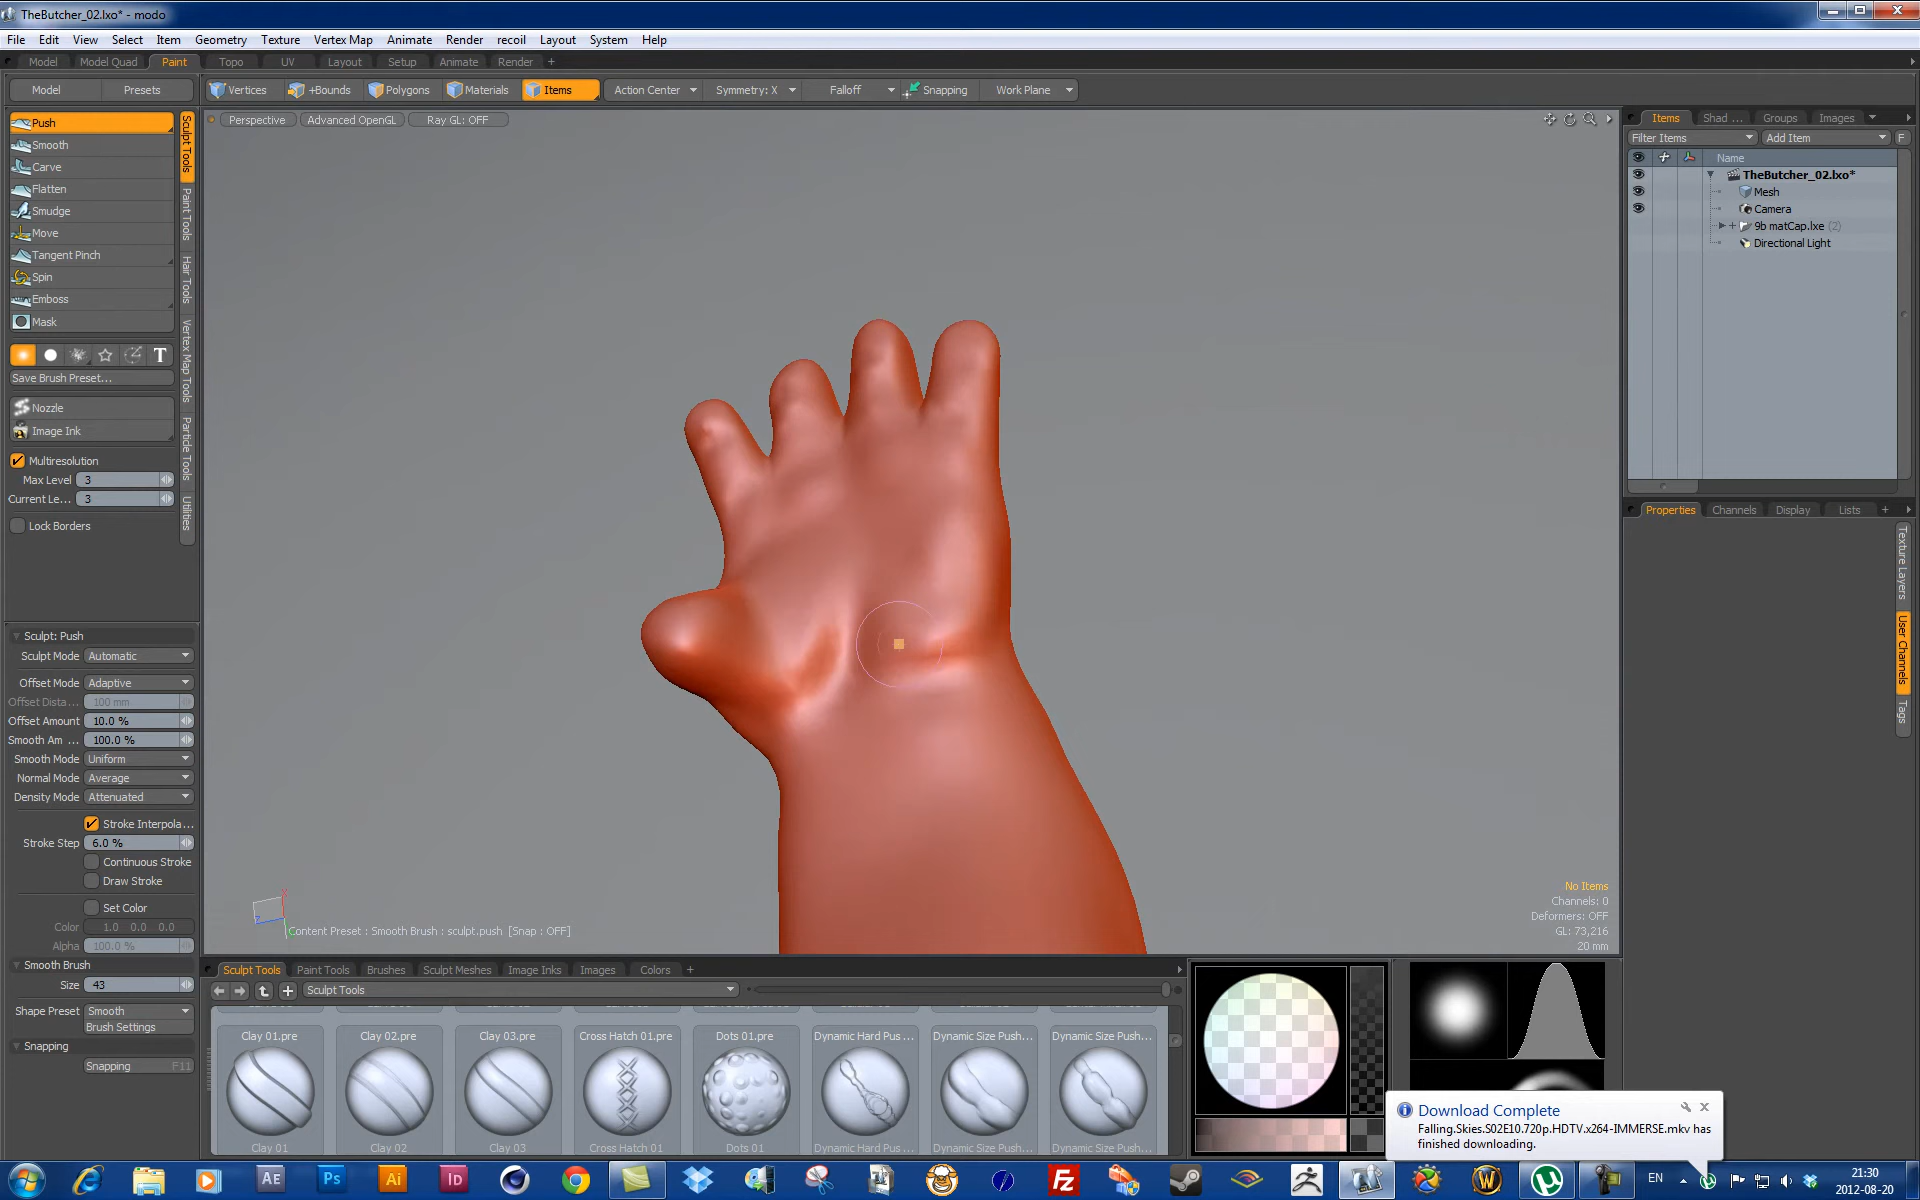 TheButcher_02.lxo* - modo
File Edit View Select Item Geometry Texture Vertex Map Animate Render recoil Layout System Help
Model Model Quad Paint Topo UV Layout Setup Animate Render +
Model Presets
Vertices +Bounds Polygons Materials Items Action Center Symmetry: X Falloff Snapping Work Plane
Perspective Advanced OpenGL Ray GL: OFF
Push
Smooth
Carve
Flatten
Smudge
Move
Tangent Pinch
Spin
Emboss
Mask
T
Save Brush Preset...
Nozzle
Image Ink
Multiresolution
Max Level 3
Current Le... 3
Lock Borders
Sculpt Tools
Paint Tools
Hair Tools
Vertex Map Tools
Particle Tools
Utilities
Sculpt: Push
Sculpt Mode Automatic
Offset Mode Adaptive
Offset Dista ... 100 mm
Offset Amount 10.0 %
Smooth Am ... 100.0 %
Smooth Mode Uniform
Normal Mode Average
Density Mode Attenuated
Stroke Interpola ...
Stroke Step 6.0 %
Continuous Stroke
Draw Stroke
Set Color
Color 1.0 0.0 0.0
Alpha 100.0 %
Smooth Brush
Size 43
Shape Preset Smooth
Brush Settings
Snapping
Snapping F11
X
Z
Content Preset : Smooth Brush : sculpt.push [Snap : OFF]
No Items
Channels: 0
Deformers: OFF
GL: 73,216
20 mm
Items Shad ... Groups Images
Filter Items Add Item F
Name
TheButcher_02.lxo*
Mesh
Camera
9b matCap.lxe (2)
Directional Light
Properties Channels Display Lists +
Texture Layers
User Channels
Tags
Sculpt Tools Paint Tools Brushes Sculpt Meshes Image Inks Images Colors +
Sculpt Tools
Clay 01.pre Clay 02.pre Clay 03.pre Cross Hatch 01.pre Dots 01.pre Dynamic Hard Pus ... Dynamic Size Push... Dynamic Size Push...
Clay 01 Clay 02 Clay 03 Cross Hatch 01 Dots 01
Download Complete
Falling.Skies.S02E10.720p.HDTV.x264-IMMERSE.mkv has
finished downloading.
Ae Ps Ai Id Fz W EN
21:30
2012-08-20